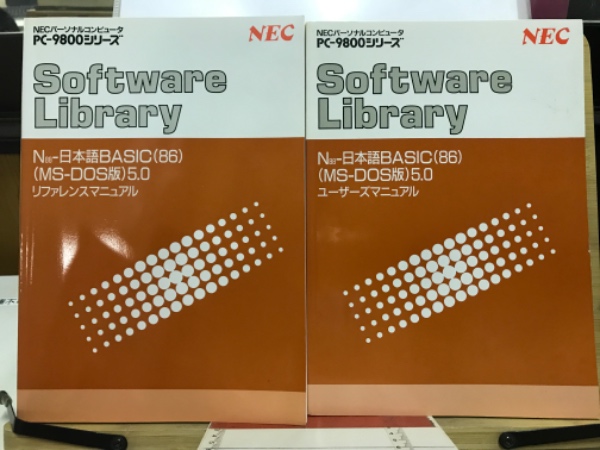 NECパーソナルコンピュータ
PC-9800シリーズ
NEC
Software
Library
N88-日本語BASIC(86)
(MS-DOS版)5.0
リファレンスマニュアル
NECパーソナルコンピュータ
PC-9800シリーズ
NEC
Software
Library
N88-日本語BASIC(86)
(MS-DOS版)5.0
ユーザーズマニュアル